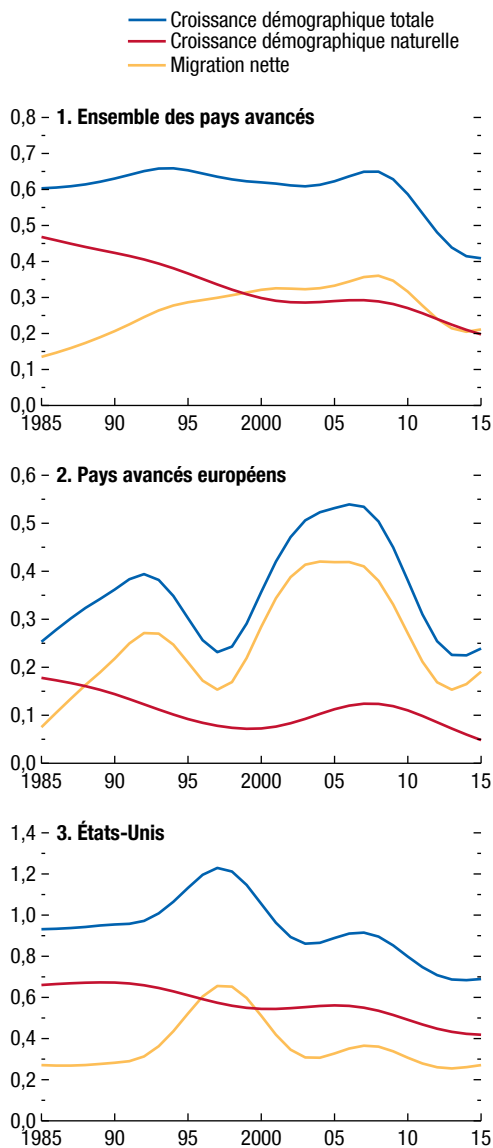 Croissance démographique totale
Croissance démographique naturelle
Migration nette
1. Ensemble des pays avancés
0,8
0,7
0,6
0,5
0,4
0,3
0,2
0,1
0,0
1985 90 95 2000 05 10 15
2. Pays avancés européens
0,6
0,5
0,4
0,3
0,2
0,1
0,0
1985 90 95 2000 05 10 15
3. États-Unis
1,4
1,2
1,0
0,8
0,6
0,4
0,2
0,0
1985 90 95 2000 05 10 15